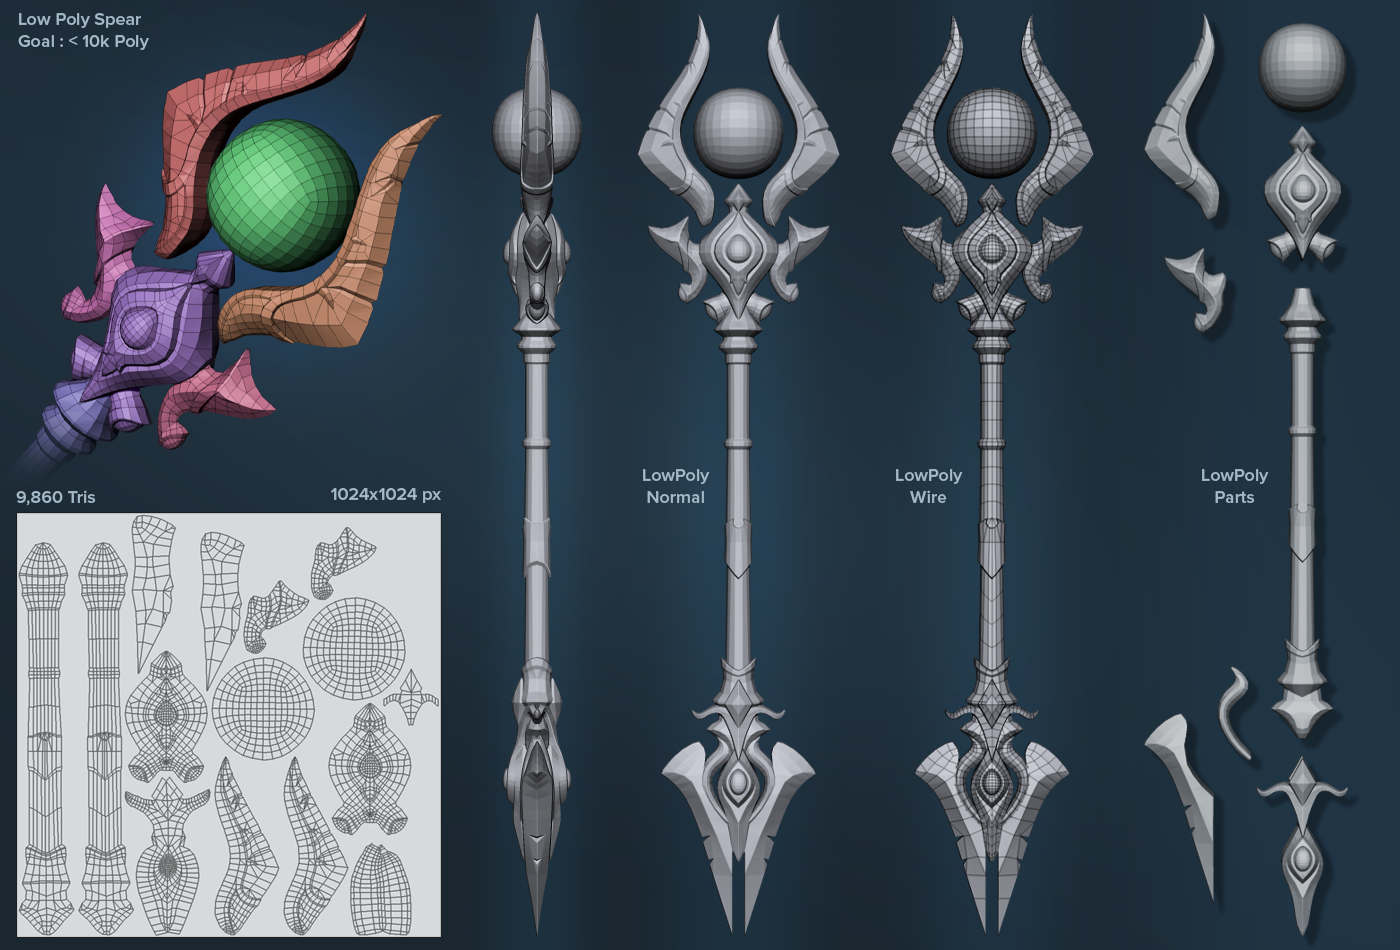 Low Poly Spear
Goal : < 10k Poly
9,860 Tris
1024x1024 px
LowPoly
Normal
LowPoly
Wire
LowPoly
Parts